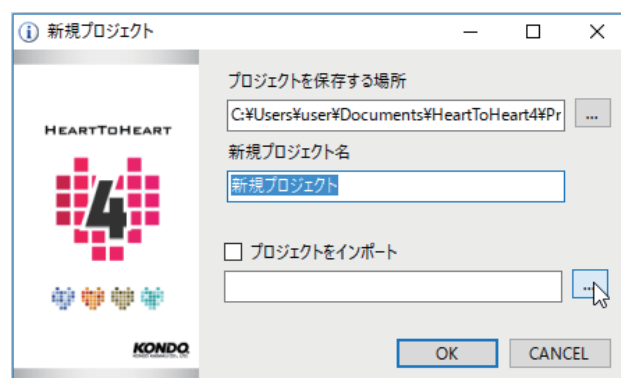 新規プロジェクト
プロジェクトを保存する場所
C:¥Users¥user¥Documents¥HeartToHeart4¥Pr
...
新規プロジェクト名
新規プロジェクト
プロジェクトをインポート
...
OK
CANCEL
HEARTTOHEART
4
KONDO